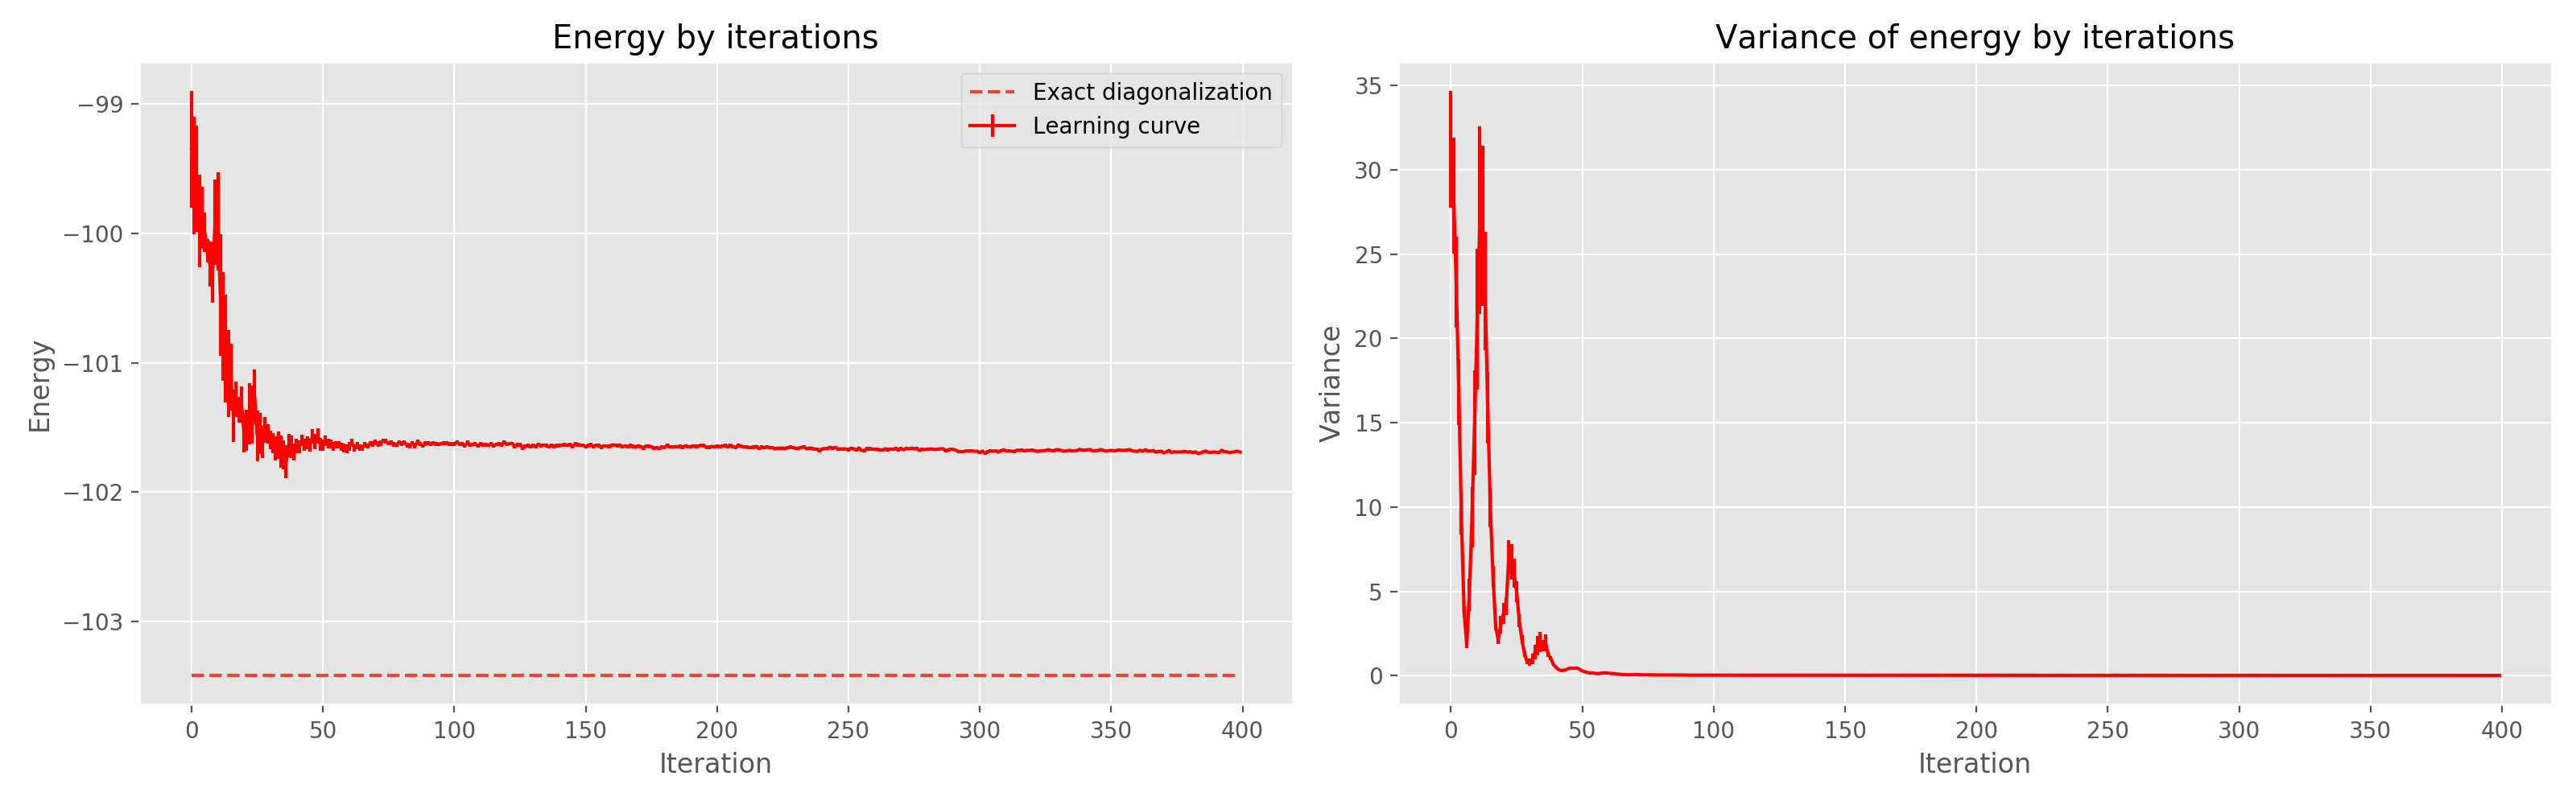 Energy by iterations
−99
−100
−101
−102
−103
Energy
Exact diagonalization
Learning curve
0 50 100 150 200 250 300 350 400
Iteration
Variance of energy by iterations
35
30
25
20
15
10
5
0
Variance
0 50 100 150 200 250 300 350 400
Iteration